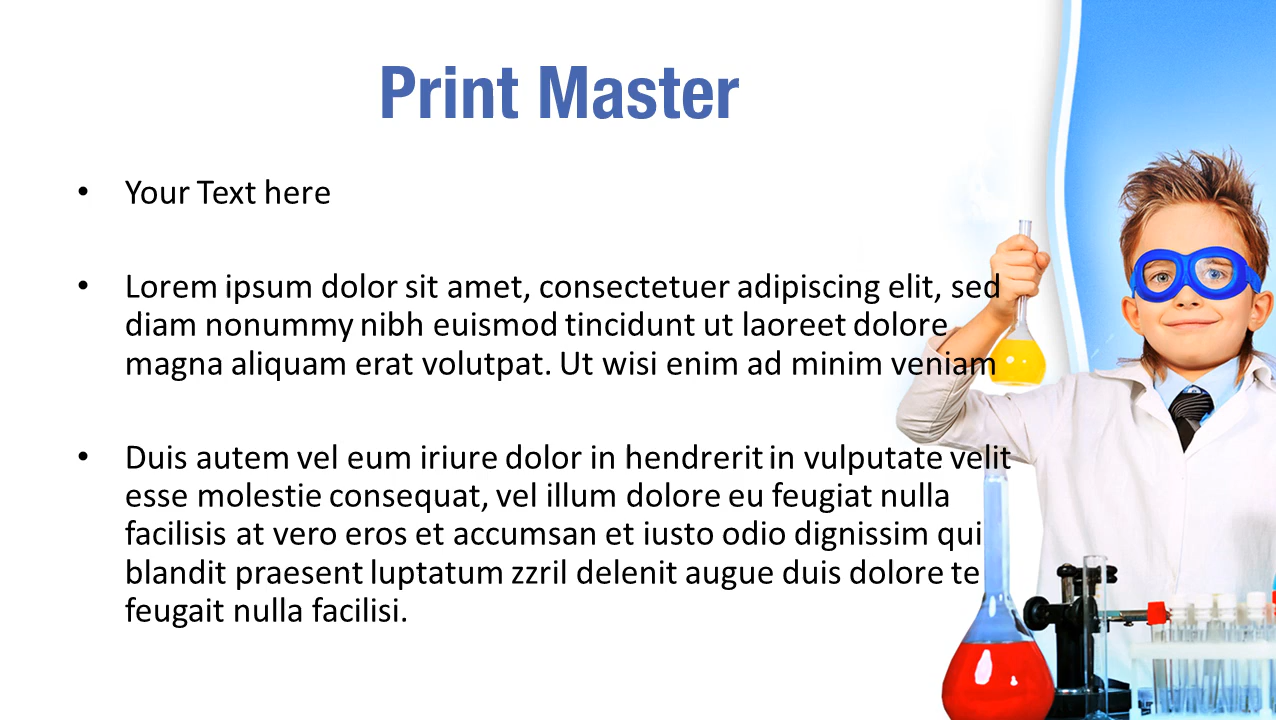 Print Master
• Your Text here
• Lorem ipsum dolor sit amet, consectetuer adipiscing elit, sed
diam nonummy nibh euismod tincidunt ut laoreet dolore
magna aliquam erat volutpat. Ut wisi enim ad minim veniam
• Duis autem vel eum iriure dolor in hendrerit in vulputate velit
esse molestie consequat, vel illum dolore eu feugiat nulla
facilisis at vero eros et accumsan et iusto odio dignissim qui
blandit praesent luptatum zzril delenit augue duis dolore te
feugait nulla facilisi.